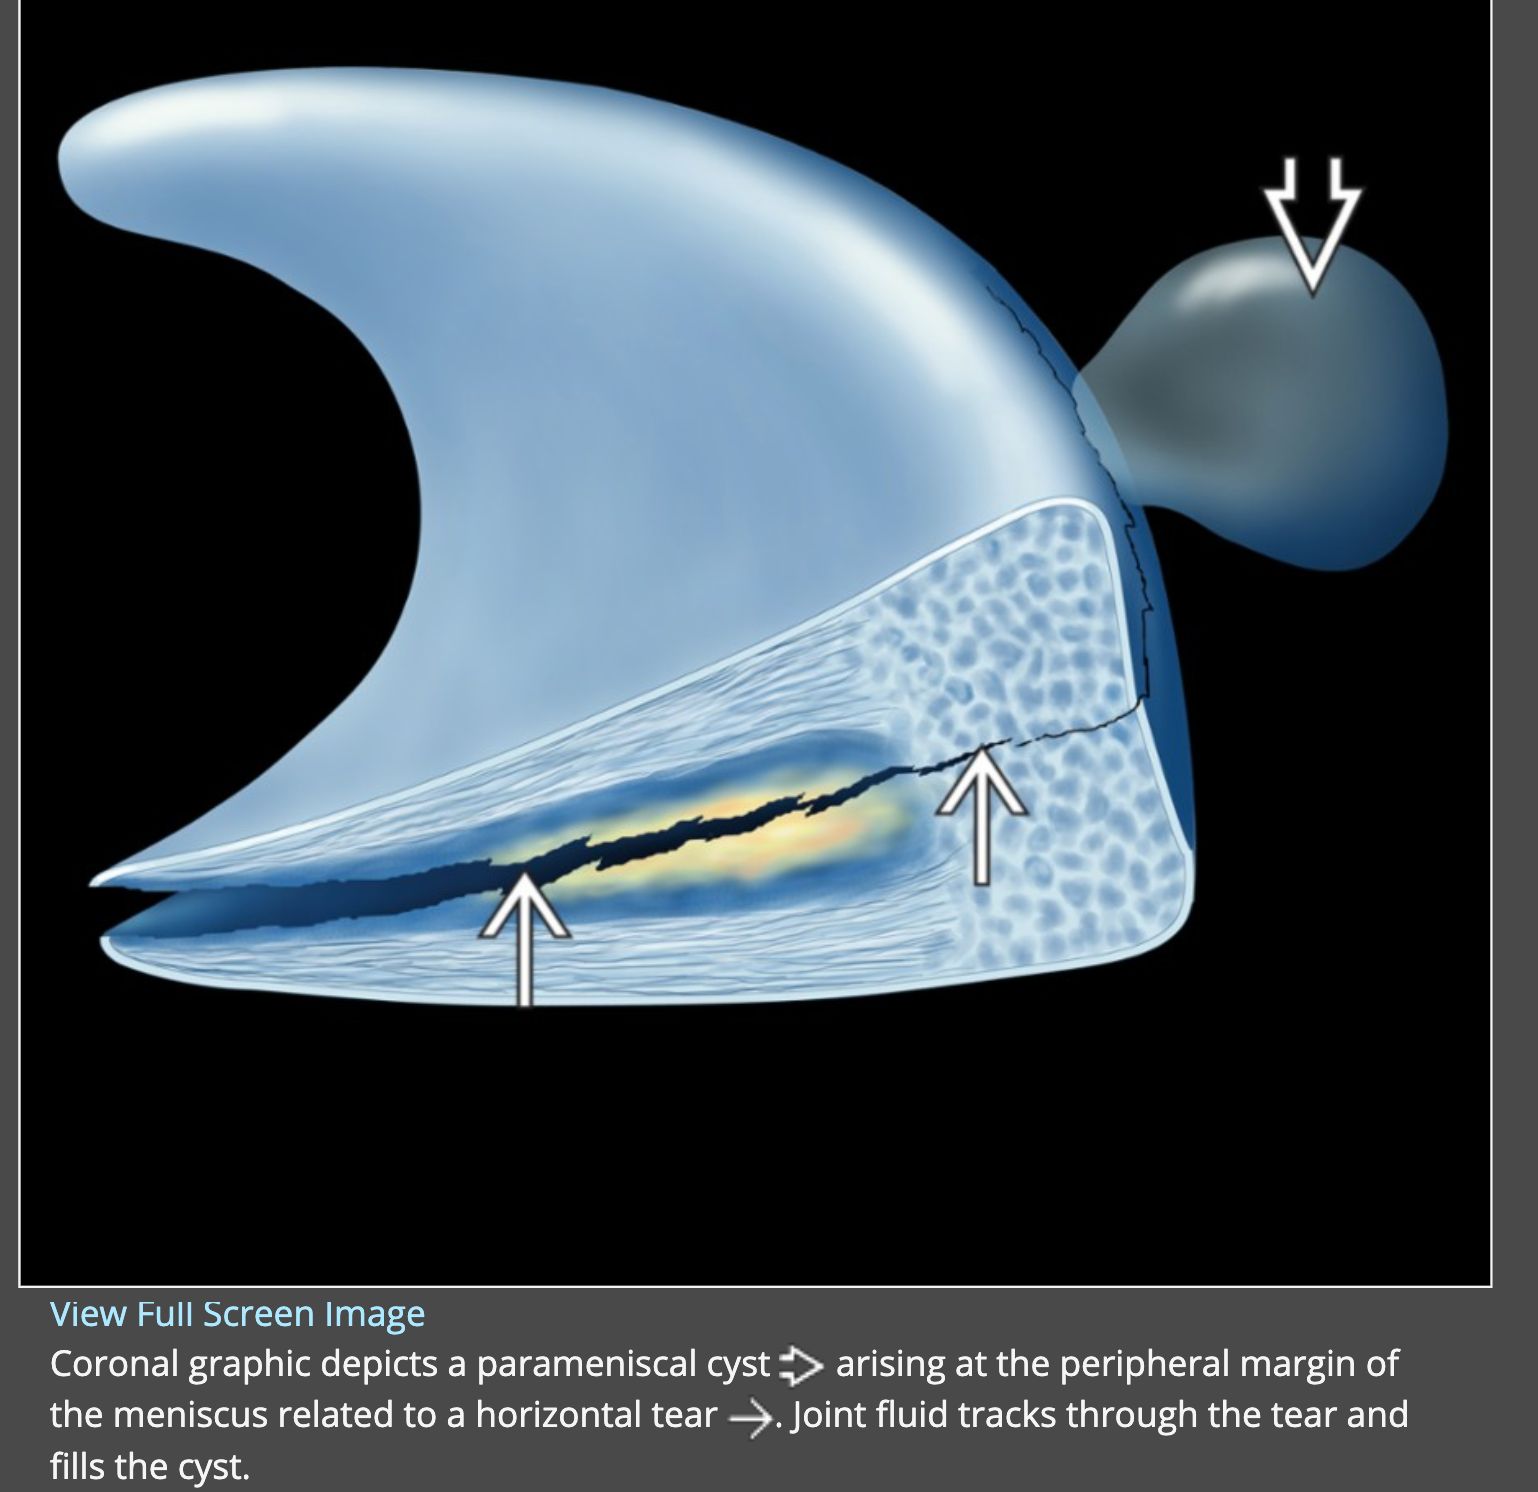 View Full Screen Image
Coronal graphic depicts a parameniscal cyst arising at the peripheral margin of
the meniscus related to a horizontal tear . Joint fluid tracks through the tear and
fills the cyst.